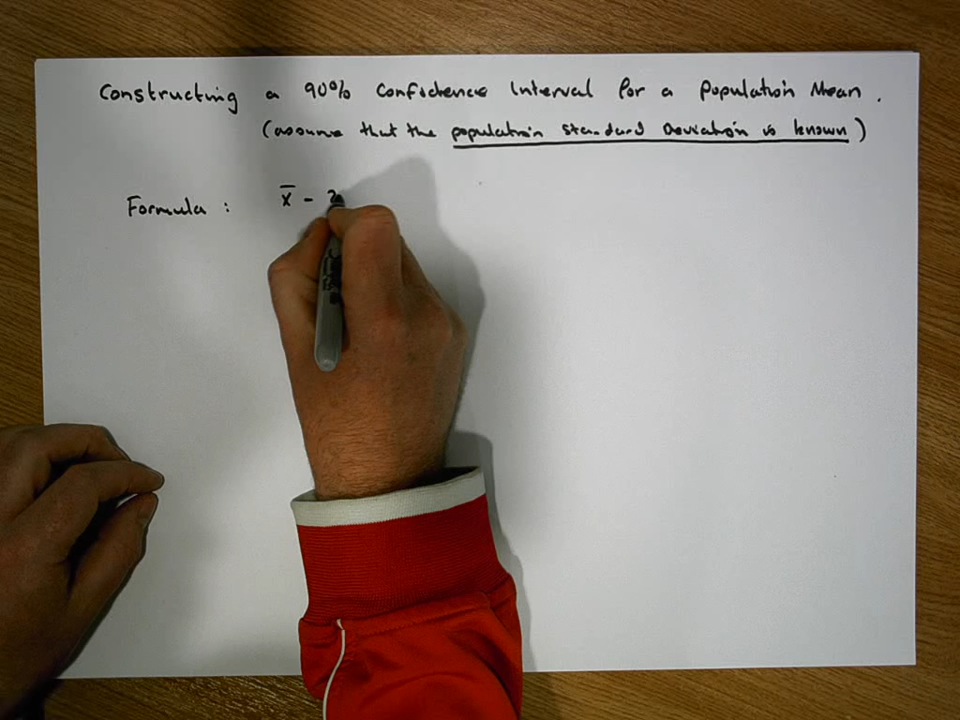 Constructing a 90% Confidence Interval for a Population Mean.
(assume that the population standard Deviation is known)
Formula : x̄ -